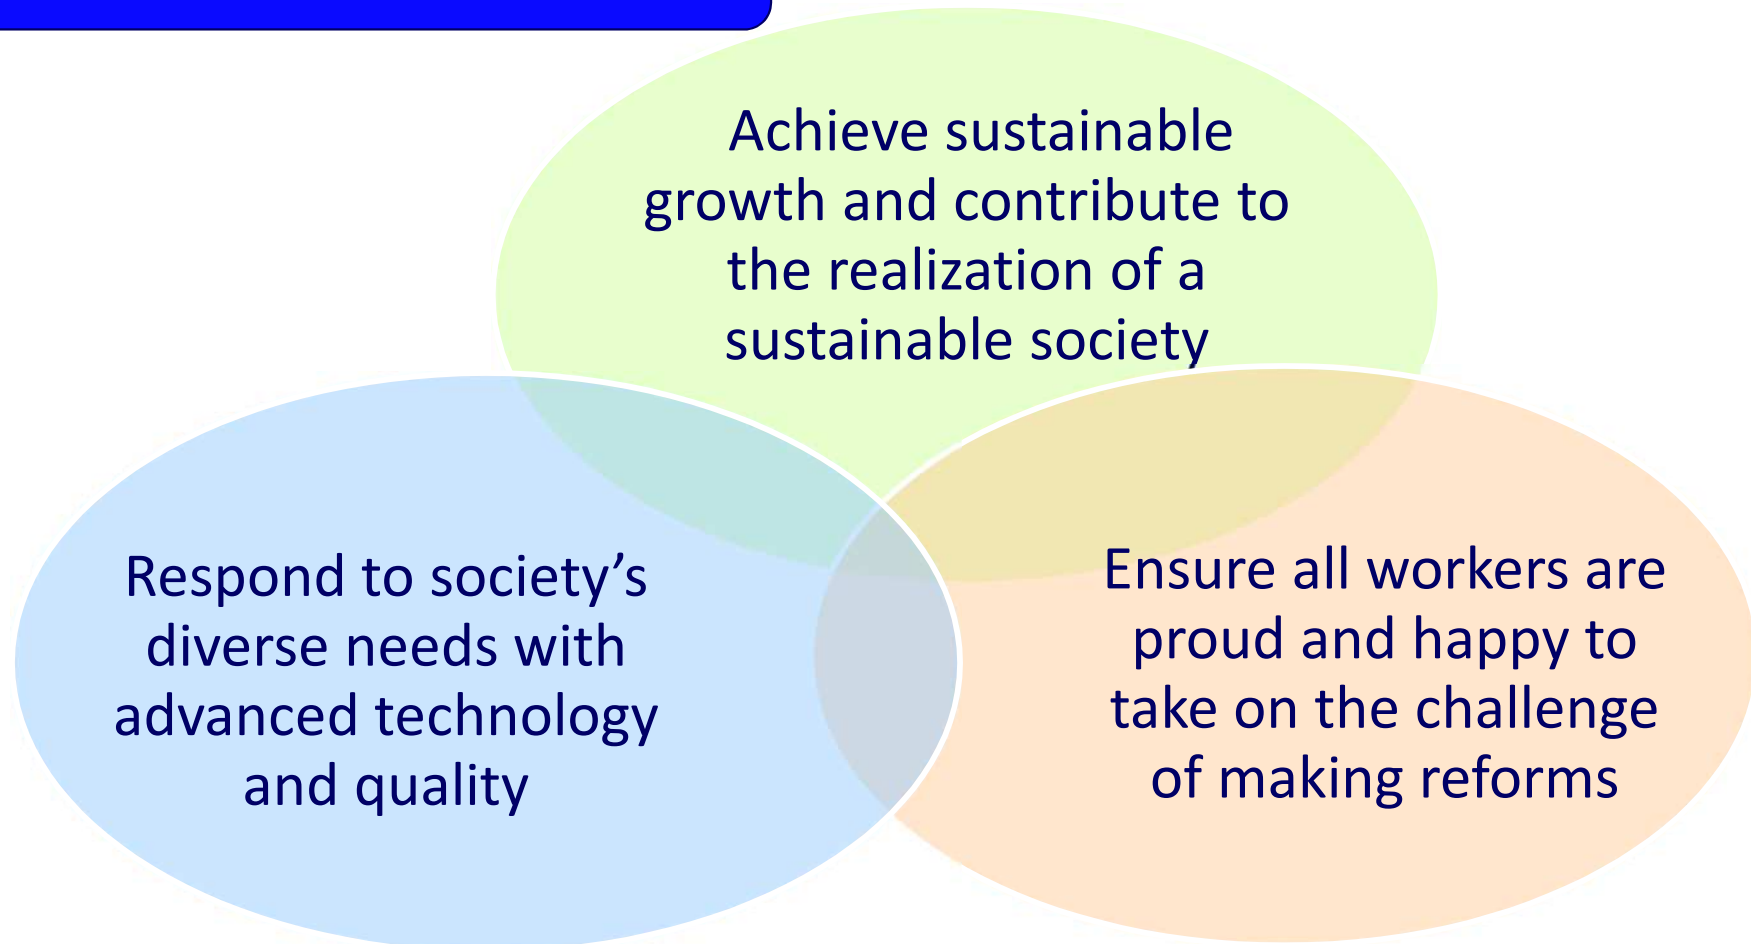 Achieve sustainable
growth and contribute to
the realization of a
sustainable society
Respond to society’s
diverse needs with
advanced technology
and quality
Ensure all workers are
proud and happy to
take on the challenge
of making reforms